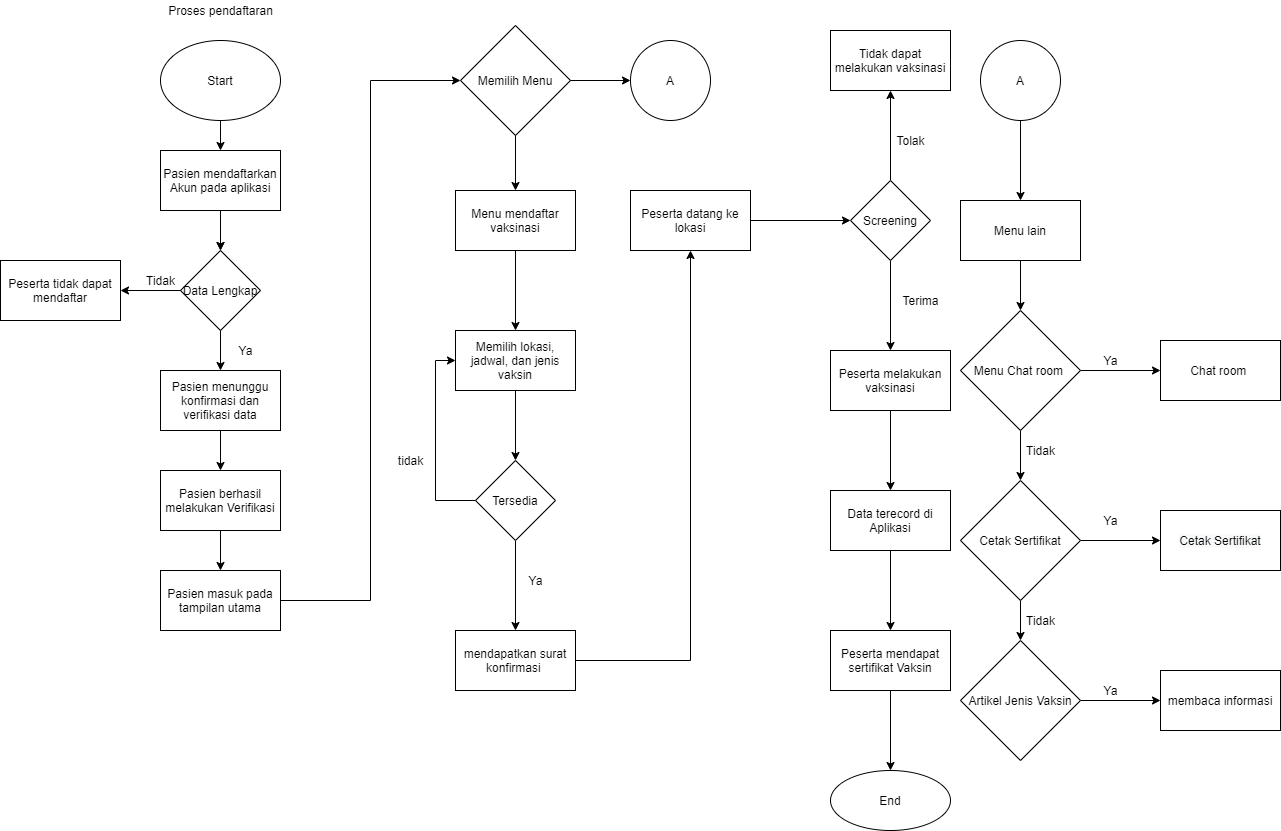 Proses pendaftaran
Start
Pasien mendaftarkan
Akun pada aplikasi
Data Lengkap
Tidak
Peserta tidak dapat
mendaftar
Ya
Pasien menunggu
konfirmasi dan
verifikasi data
Pasien berhasil
melakukan Verifikasi
Pasien masuk pada
tampilan utama
Memilih Menu
A
Menu mendaftar
vaksinasi
Memilih lokasi,
jadwal, dan jenis
vaksin
tidak
Tersedia
Ya
mendapatkan surat
konfirmasi
Peserta datang ke
lokasi
Screening
Tolak
Tidak dapat
melakukan vaksinasi
Terima
Peserta melakukan
vaksinasi
Data terecord di
Aplikasi
Peserta mendapat
sertifikat Vaksin
End
A
Menu lain
Menu Chat room
Ya
Chat room
Tidak
Cetak Sertifikat
Ya
Cetak Sertifikat
Tidak
Artikel Jenis Vaksin
Ya
membaca informasi